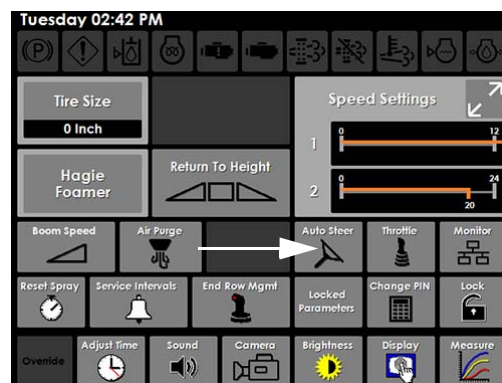 Tuesday 02:42 PM
(P)
Tire Size
0 Inch
Speed Settings
1 0 12
2 0 24
20
Hagie
Foamer
Return To Height
Boom Speed Air Purge Auto Steer Throttle Monitor
Reset Spray Service Intervals End Row Mgmt Locked
Parameters Change PIN Lock
Override Adjust Time Sound Camera Brightness Display Measure